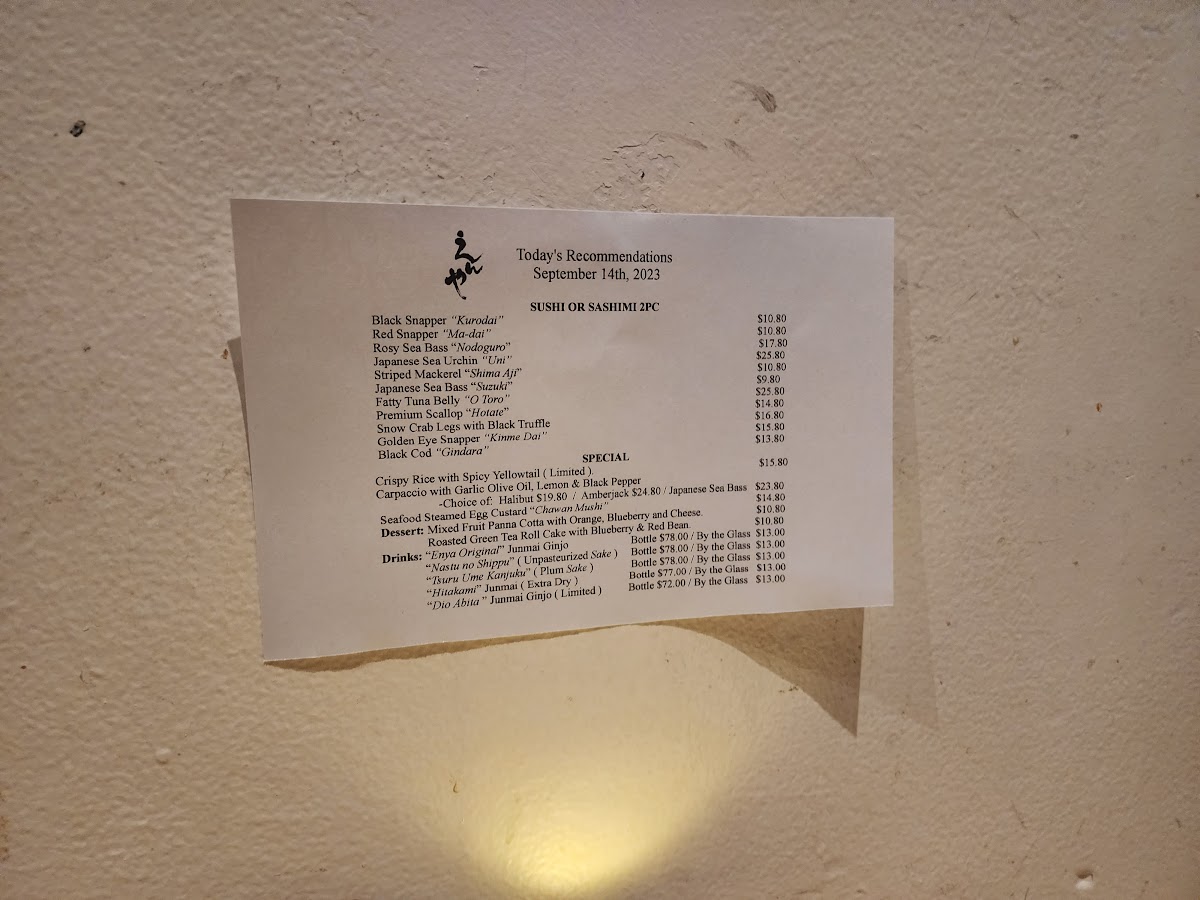 えんや
Today's Recommendations
September 14th, 2023
SUSHI OR SASHIMI 2PC
Black Snapper “Kurodai” $10.80
Red Snapper “Ma-dai” $10.80
Rosy Sea Bass “Nodoguro” $17.80
Japanese Sea Urchin “Uni” $25.80
Striped Mackerel “Shima Aji” $10.80
Japanese Sea Bass “Suzuki” $9.80
Fatty Tuna Belly “O Toro” $25.80
Premium Scallop “Hotate” $14.80
Snow Crab Legs with Black Truffle $16.80
Golden Eye Snapper “Kinme Dai” $15.80
Black Cod “Gindara” $13.80
SPECIAL
Crispy Rice with Spicy Yellowtail ( Limited ) $15.80
Carpaccio with Garlic Olive Oil, Lemon & Black Pepper
-Choice of: Halibut $19.80 / Amberjack $24.80 / Japanese Sea Bass $23.80
Seafood Steamed Egg Custard “Chawan Mushi” $14.80
Dessert: Mixed Fruit Panna Cotta with Orange, Blueberry and Cheese. $10.80
Roasted Green Tea Roll Cake with Blueberry & Red Bean. $10.80
Drinks: “Enya Original” Junmai Ginjo Bottle $78.00 / By the Glass $13.00
“Nastu no Shippu” ( Unpasteurized Sake ) Bottle $78.00 / By the Glass $13.00
“Tsuru Ume Kanjuku” ( Plum Sake ) Bottle $78.00 / By the Glass $13.00
“Hitakami” Junmai ( Extra Dry ) Bottle $77.00 / By the Glass $13.00
“Dio Abita ” Junmai Ginjo ( Limited ) Bottle $72.00 / By the Glass $13.00